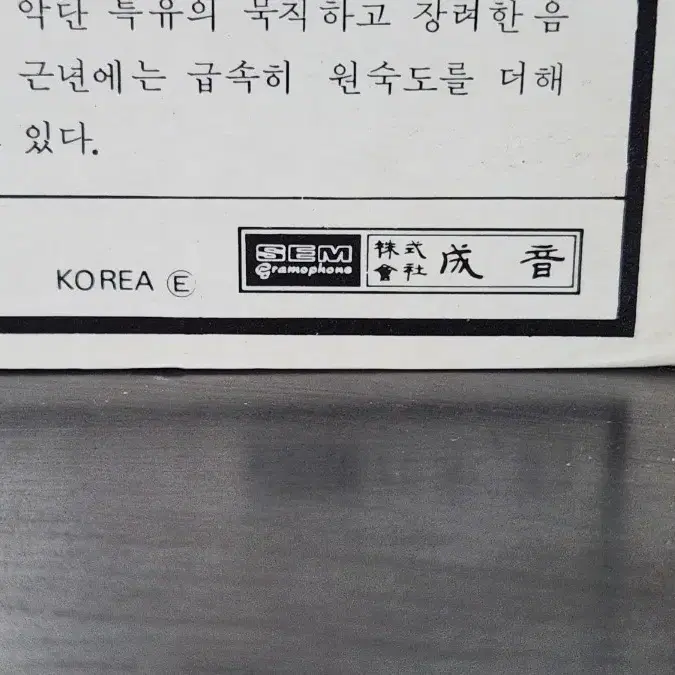 악단 특유의 묵직하고 장려한 음
근년에는 급속히 원숙도를 더해
있다.
KOREA Ⓔ
SEM
Gramophone
株式
會社
成音